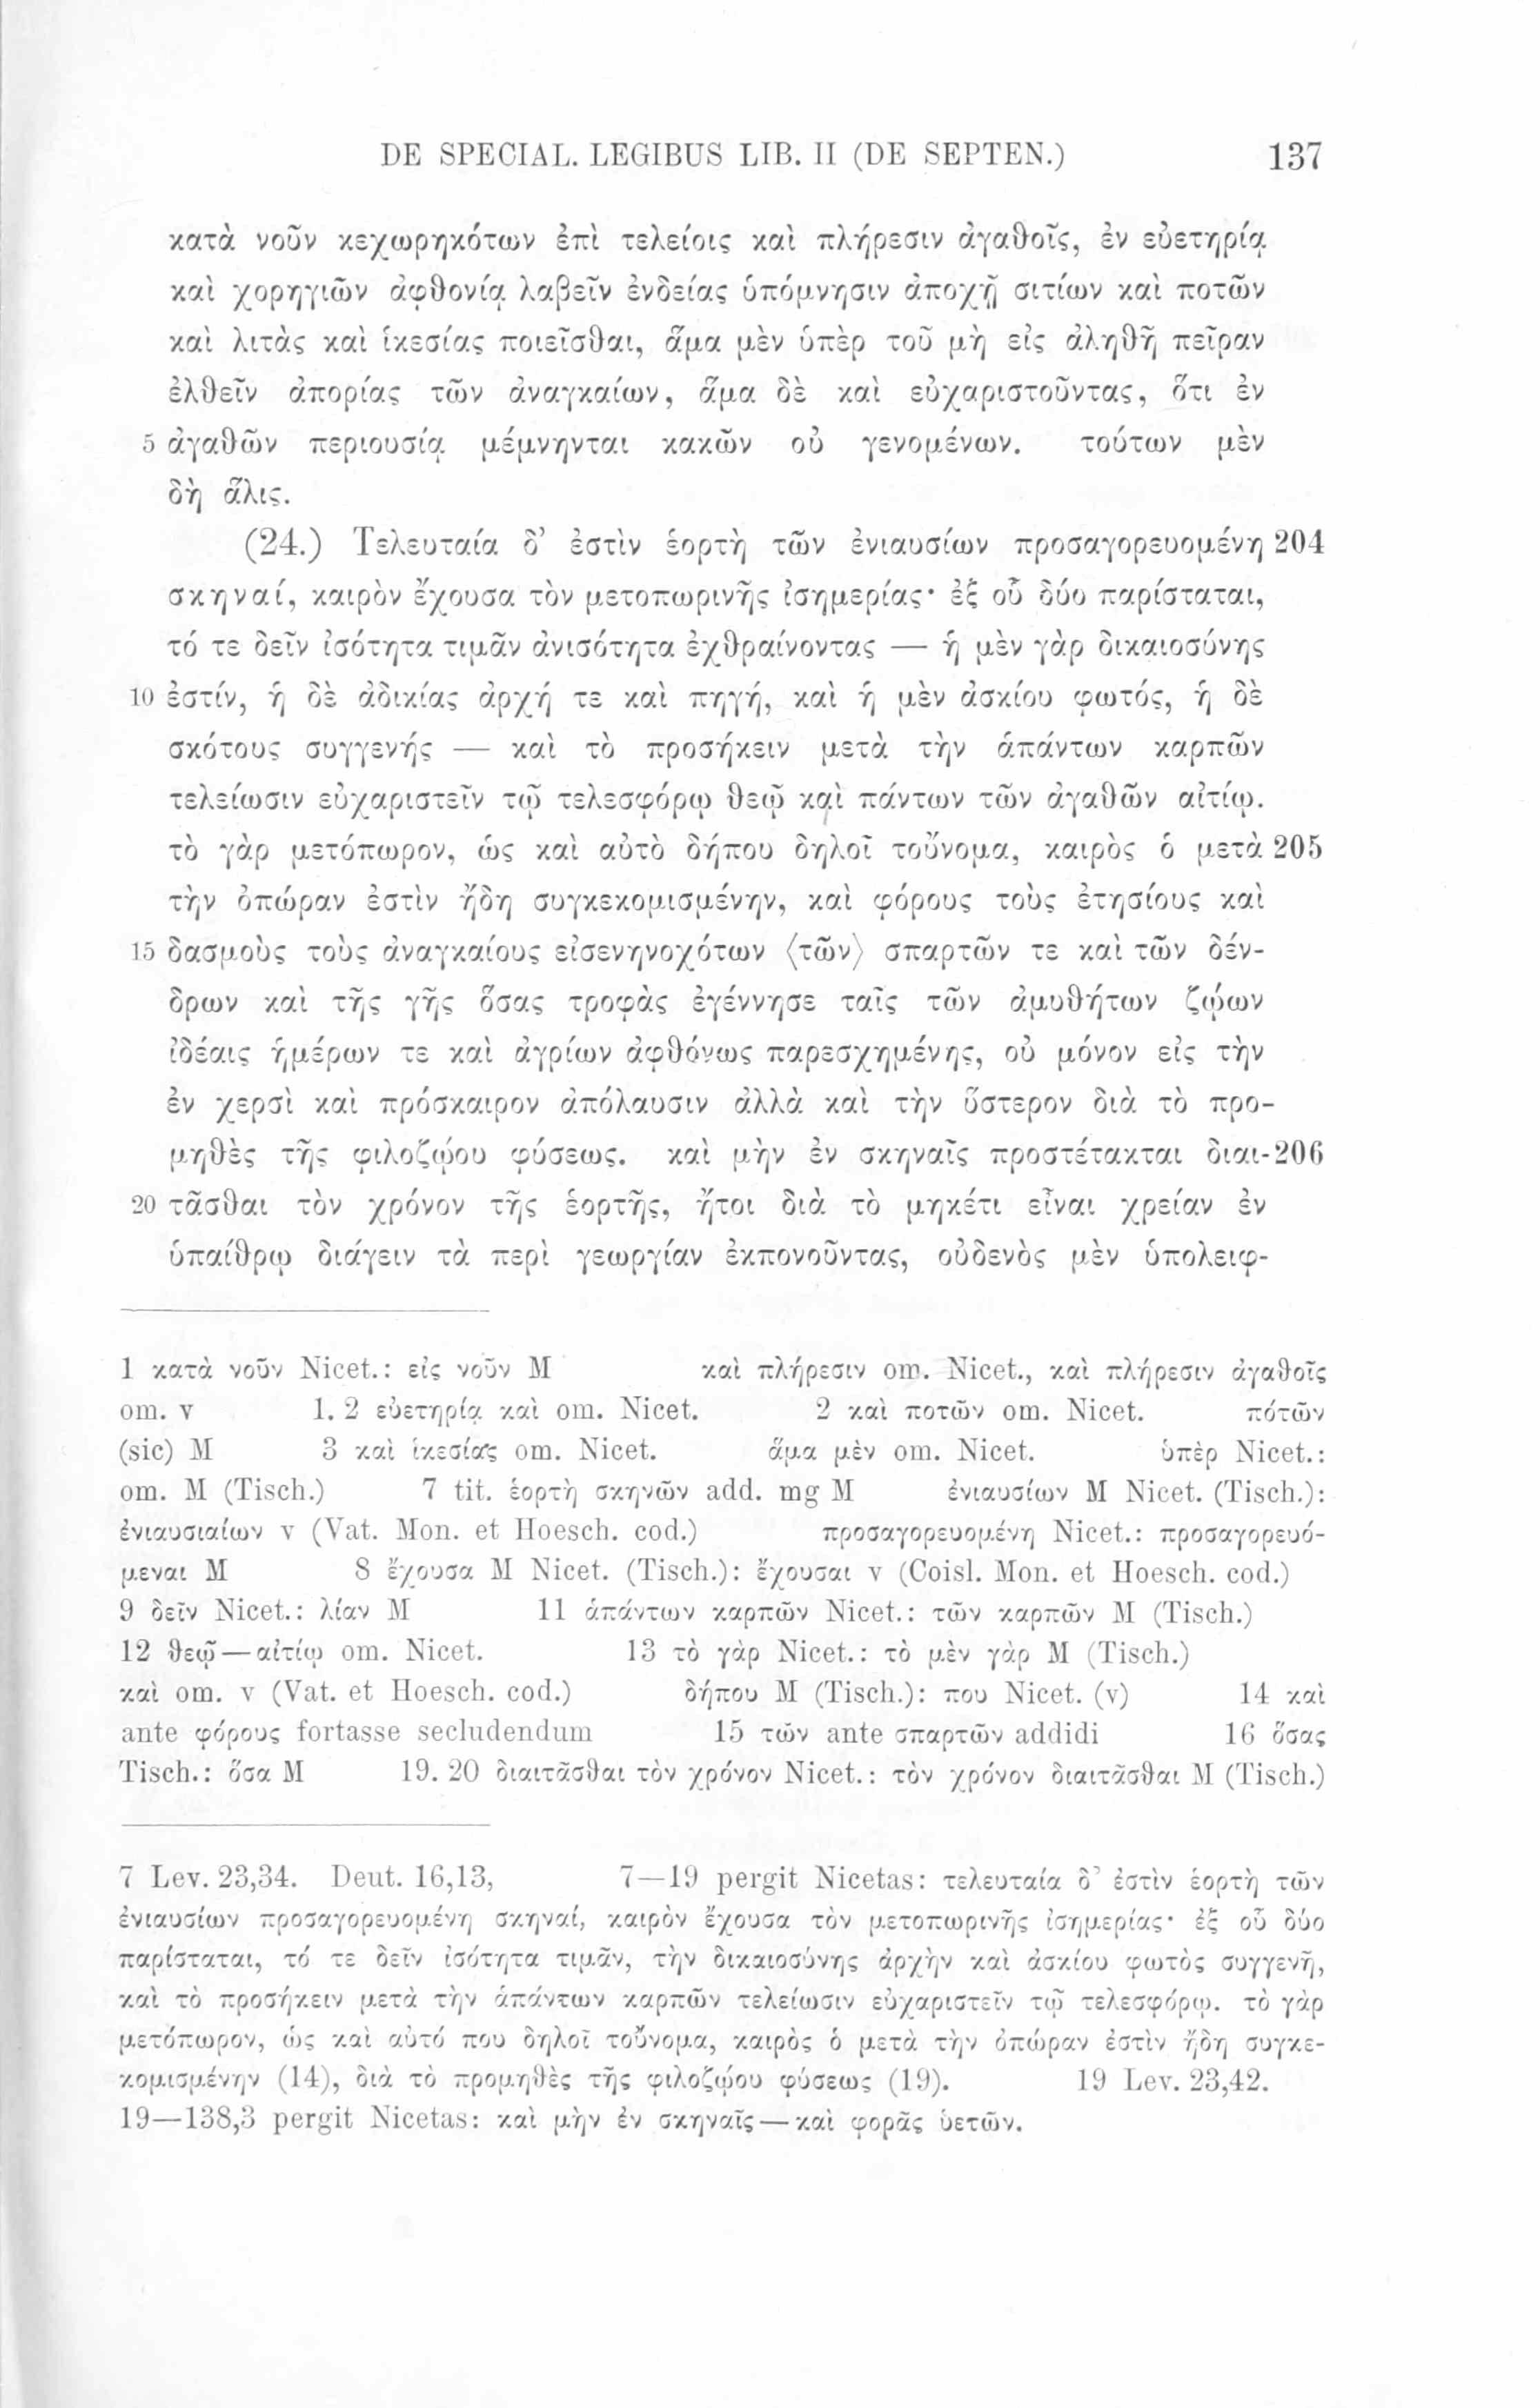 DE SPECIAL. LEGIBUS LIB. II (DE SEPTEN.) 137
κατὰ νοῦν κεχωρηκότων ἐπὶ τελείοις καὶ πλήρεσιν ἀγαθοῖς, ἐν εὐετηρίᾳ
καὶ χορηγιῶν ἀφθονίᾳ λαβεῖν ἐνδείας ὑπόμνησιν ἀποχῇ σιτίων καὶ ποτῶν
καὶ λιτὰς καὶ ἱκεσίας ποιεῖσθαι, ἅμα μὲν ὑπὲρ τοῦ μὴ εἰς ἀληθῆ πεῖραν
ἐλθεῖν ἀπορίας τῶν ἀναγκαίων, ἅμα δὲ καὶ εὐχαριστοῦντας, ὅτι ἐν
5 ἀγαθῶν περιουσίᾳ μέμνηνται κακῶν οὐ γενομένων. τούτων μὲν
δὴ ἅλις.
(24.) Τελευταία δ’ ἐστὶν ἑορτὴ τῶν ἐνιαυσίων προσαγορευομένη 204
σκηναί, καιρὸν ἔχουσα τὸν μετοπωρινῆς ἰσημερίας· ἐξ οὗ δύο παρίσταται,
τό τε δεῖν ἰσότητα τιμᾶν ἀνισότητα ἐχθραίνοντας — ἡ μὲν γὰρ δικαιοσύνης
10 ἐστίν, ἡ δὲ ἀδικίας ἀρχή τε καὶ πηγή, καὶ ἡ μὲν ἀσκίου φωτός, ἡ δὲ
σκότους συγγενής — καὶ τὸ προσήκειν μετὰ τὴν ἁπάντων καρπῶν
τελείωσιν εὐχαριστεῖν τῷ τελεσφόρῳ θεῷ καὶ πάντων τῶν ἀγαθῶν αἰτίῳ.
τὸ γὰρ μετόπωρον, ὡς καὶ αὐτὸ δήπου δηλοῖ τοὔνομα, καιρὸς ὁ μετὰ 205
τὴν ὀπώραν ἐστὶν ἤδη συγκεκομισμένην, καὶ φόρους τοὺς ἐτησίους καὶ
15 δασμοὺς τοὺς ἀναγκαίους εἰσενηνοχότων ⟨τῶν⟩ σπαρτῶν τε καὶ τῶν δέν-
δρων καὶ τῆς γῆς ὅσας τροφὰς ἐγέννησε ταῖς τῶν ἀμυθήτων ζῴων
ἰδέαις ἡμέρων τε καὶ ἀγρίων ἀφθόνως παρεσχημένης, οὐ μόνον εἰς τὴν
ἐν χερσὶ καὶ πρόσκαιρον ἀπόλαυσιν ἀλλὰ καὶ τὴν ὕστερον διὰ τὸ προ-
μηθὲς τῆς φιλοζῴου φύσεως. καὶ μὴν ἐν σκηναῖς προστέτακται διαι- 206
20 τᾶσθαι τὸν χρόνον τῆς ἑορτῆς, ἤτοι διὰ τὸ μηκέτι εἶναι χρείαν ἐν
ὑπαίθρῳ διάγειν τὰ περὶ γεωργίαν ἐκπονοῦντας, οὐδενὸς μὲν ὑπολειφ-
1 κατὰ νοῦν Nicet.: εἰς νοῦν M καὶ πλήρεσιν om. Nicet., καὶ πλήρεσιν ἀγαθοῖς
om. v 1. 2 εὐετηρίᾳ καὶ om. Nicet. 2 καὶ ποτῶν om. Nicet. πότῶν
(sic) M 3 καὶ ἱκεσίας om. Nicet. ἅμα μὲν om. Nicet. ὑπὲρ Nicet.:
om. M (Tisch.) 7 tit. ἑορτὴ σκηνῶν add. mg M ἐνιαυσίων M Nicet. (Tisch.):
ἐνιαυσιαίων v (Vat. Mon. et Hoesch. cod.) προσαγορευομένη Nicet.: προσαγορευό-
μεναι M 8 ἔχουσα M Nicet. (Tisch.): ἔχουσαι v (Coisl. Mon. et Hoesch. cod.)
9 δεῖν Nicet.: λίαν M 11 ἁπάντων καρπῶν Nicet.: τῶν καρπῶν M (Tisch.)
12 θεῷ — αἰτίῳ om. Nicet. 13 τὸ γὰρ Nicet.: τὸ μὲν γὰρ M (Tisch.)
καὶ om. v (Vat. et Hoesch. cod.) δήπου M (Tisch.): που Nicet. (v) 14 καὶ
ante φόρους fortasse secludendum 15 τῶν ante σπαρτῶν addidi 16 ὅσας
Tisch.: ὅσα M 19. 20 διαιτᾶσθαι τὸν χρόνον Nicet.: τὸν χρόνον διαιτᾶσθαι M (Tisch.)
7 Lev. 23,34. Deut. 16,13, 7—19 pergit Nicetas: τελευταία δ’ ἐστὶν ἑορτὴ τῶν
ἐνιαυσίων προσαγορευομένη σκηναί, καιρὸν ἔχουσα τὸν μετοπωρινῆς ἰσημερίας· ἐξ οὗ δύο
παρίσταται, τό τε δεῖν ἰσότητα τιμᾶν, τὴν δικαιοσύνης ἀρχὴν καὶ ἀσκίου φωτὸς συγγενῆ,
καὶ τὸ προσήκειν μετὰ τὴν ἁπάντων καρπῶν τελείωσιν εὐχαριστεῖν τῷ τελεσφόρῳ. τὸ γὰρ
μετόπωρον, ὡς καὶ αὐτό που δηλοῖ τοὔνομα, καιρὸς ὁ μετὰ τὴν ὀπώραν ἐστὶν ἤδη συγκε-
κομισμένην (14), διὰ τὸ προμηθὲς τῆς φιλοζῴου φύσεως (19). 19 Lev. 23,42.
19—138,3 pergit Nicetas: καὶ μὴν ἐν σκηναῖς — καὶ φορᾶς ὑετῶν.